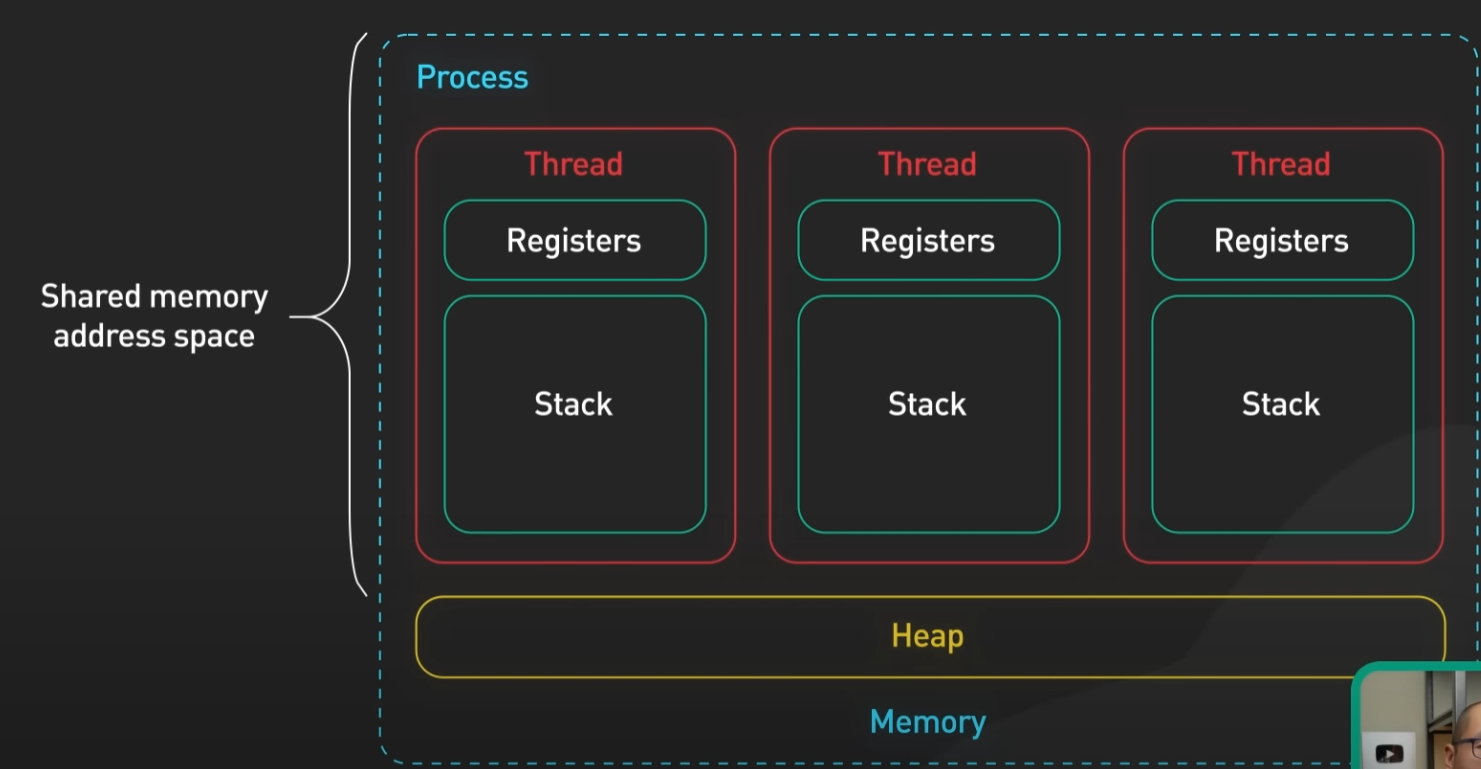 Process
Thread
Thread
Thread
Registers
Registers
Registers
Shared memory
address space
Stack
Stack
Stack
Heap
Memory